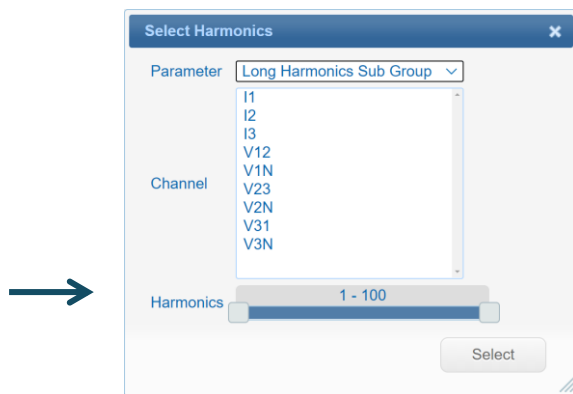 Select Harmonics
Parameter Long Harmonics Sub Group
I1
I2
I3
V12
V1N
Channel V23
V2N
V31
V3N
1 - 100
Harmonics
Select